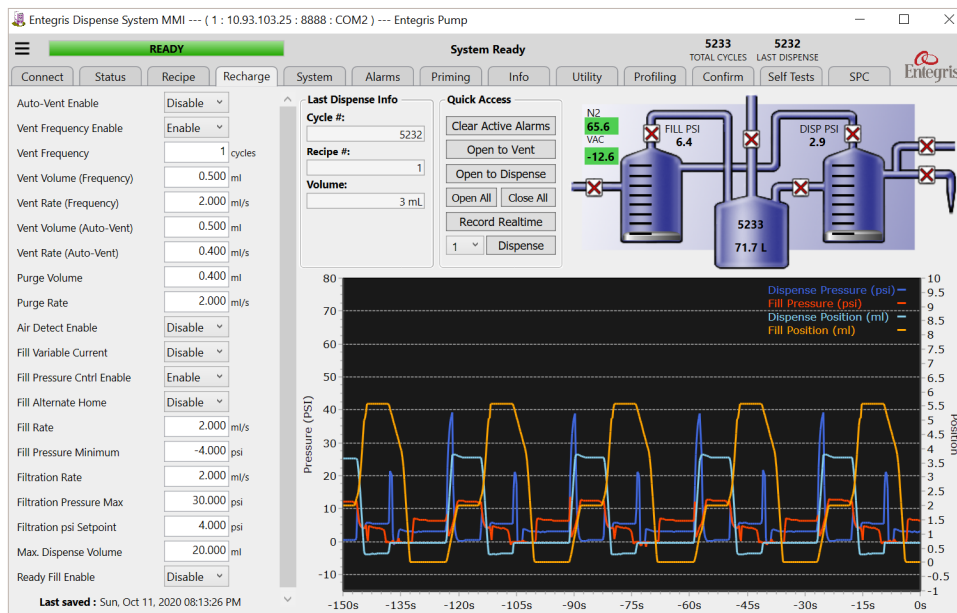 Entegris Dispense System MMI --- ( 1 : 10.93.103.25 : 8888 : COM2 ) --- Entegris Pump
READY
System Ready
5233
TOTAL CYCLES
5232
LAST DISPENSE
Entegris
Connect
Status
Recipe
Recharge
System
Alarms
Priming
Info
Utility
Profiling
Confirm
Self Tests
SPC
Auto-Vent Enable Disable
Vent Frequency Enable Enable
Vent Frequency 1 cycles
Vent Volume (Frequency) 0.500 ml
Vent Rate (Frequency) 2.000 ml/s
Vent Volume (Auto-Vent) 0.500 ml
Vent Rate (Auto-Vent) 0.400 ml/s
Purge Volume 0.400 ml
Purge Rate 2.000 ml/s
Air Detect Enable Disable
Fill Variable Current Disable
Fill Pressure Cntrl Enable Enable
Fill Alternate Home Disable
Fill Rate 2.000 ml/s
Fill Pressure Minimum -4.000 psi
Filtration Rate 2.000 ml/s
Filtration Pressure Max 30.000 psi
Filtration psi Setpoint 4.000 psi
Max. Dispense Volume 20.000 ml
Ready Fill Enable Disable
Last saved : Sun, Oct 11, 2020 08:13:26 PM
Last Dispense Info
Cycle #:
5232
Recipe #:
1
Volume:
3 mL
Quick Access
Clear Active Alarms
Open to Vent
Open to Dispense
Open All
Close All
Record Realtime
1
Dispense
N2
65.6
VAC
-12.6
FILL PSI
6.4
DISP PSI
2.9
5233
71.7 L
Dispense Pressure (psi)
Fill Pressure (psi)
Dispense Position (ml)
Fill Position (ml)
Pressure (PSI)
80
70
60
50
40
30
20
10
0
-10
10
9.5
9
8.5
8
7.5
7
6.5
6
5.5
5
4.5
4
3.5
3
2.5
2
1.5
1
0.5
0
-0.5
-1
Position
-150s
-135s
-120s
-105s
-90s
-75s
-60s
-45s
-30s
-15s
0s